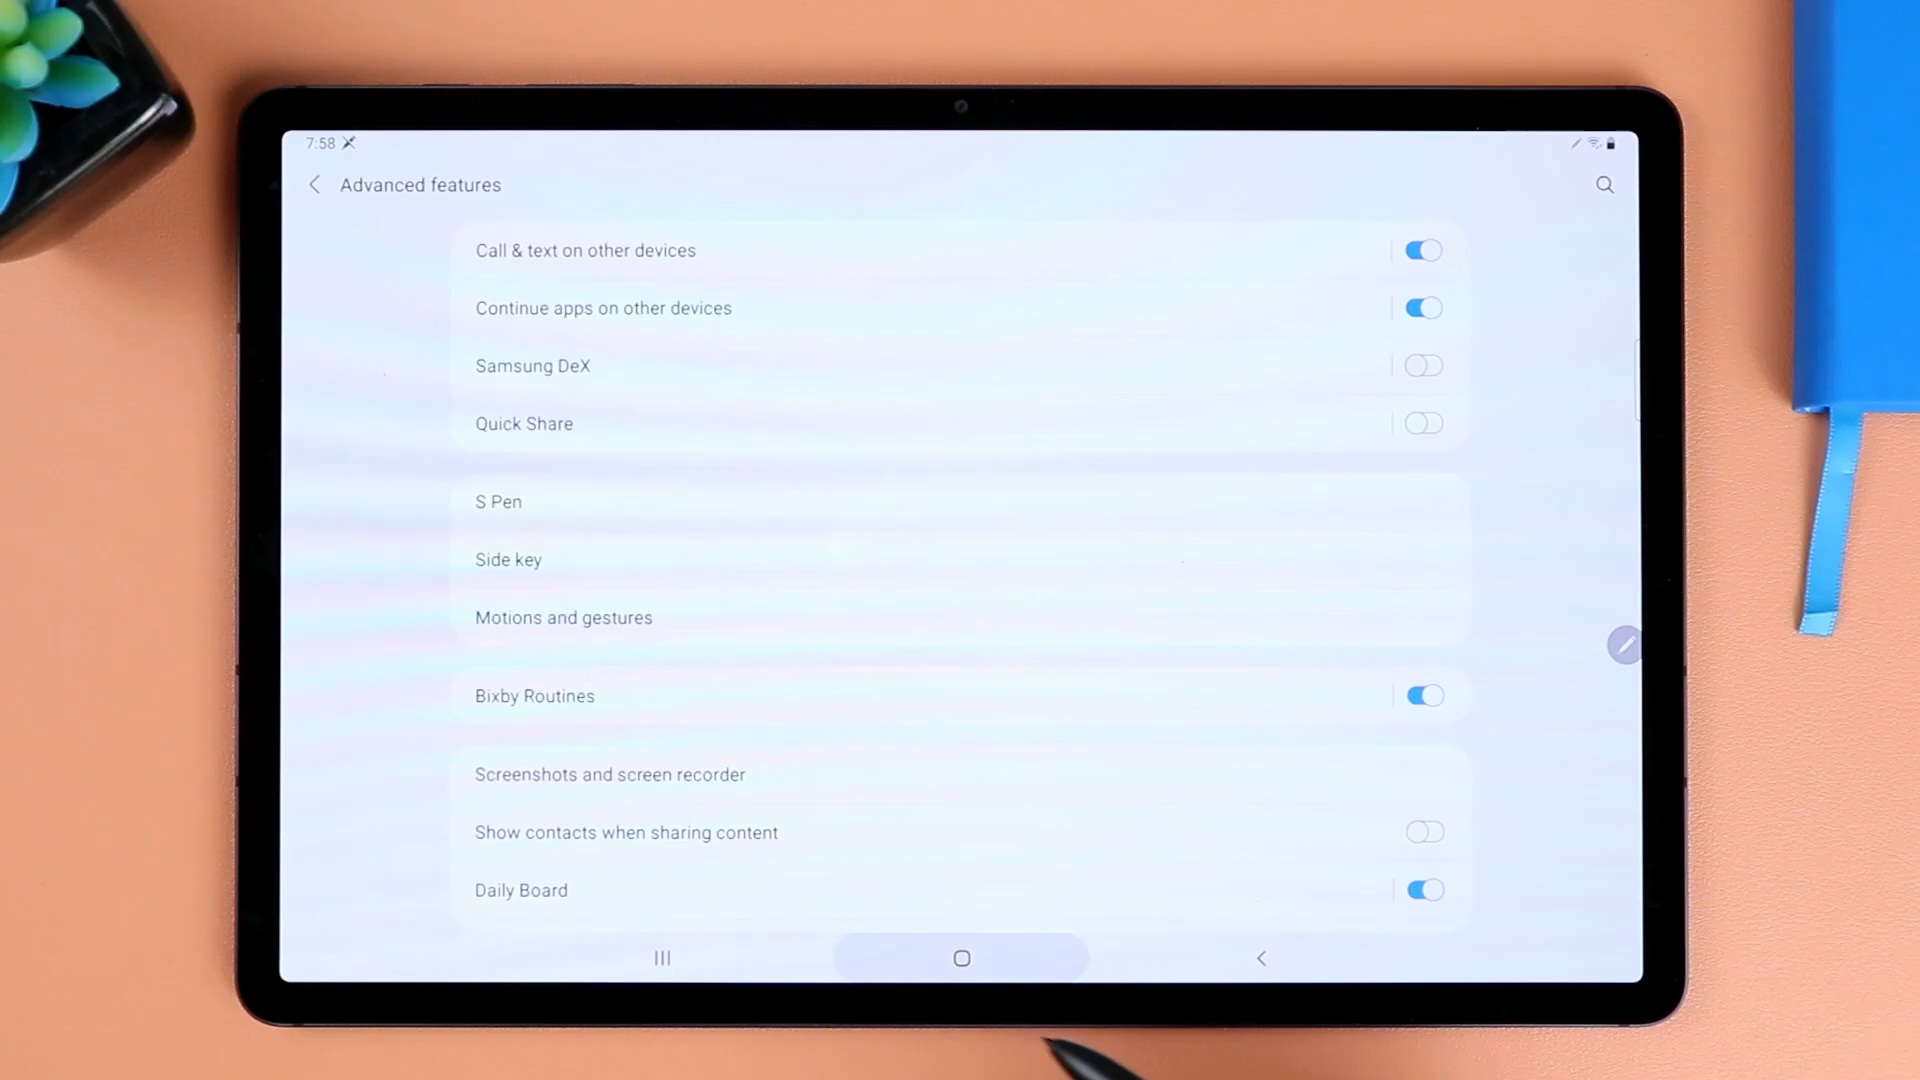 7:58
Advanced features
Call & text on other devices
Continue apps on other devices
Samsung DeX
Quick Share
S Pen
Side key
Motions and gestures
Bixby Routines
Screenshots and screen recorder
Show contacts when sharing content
Daily Board